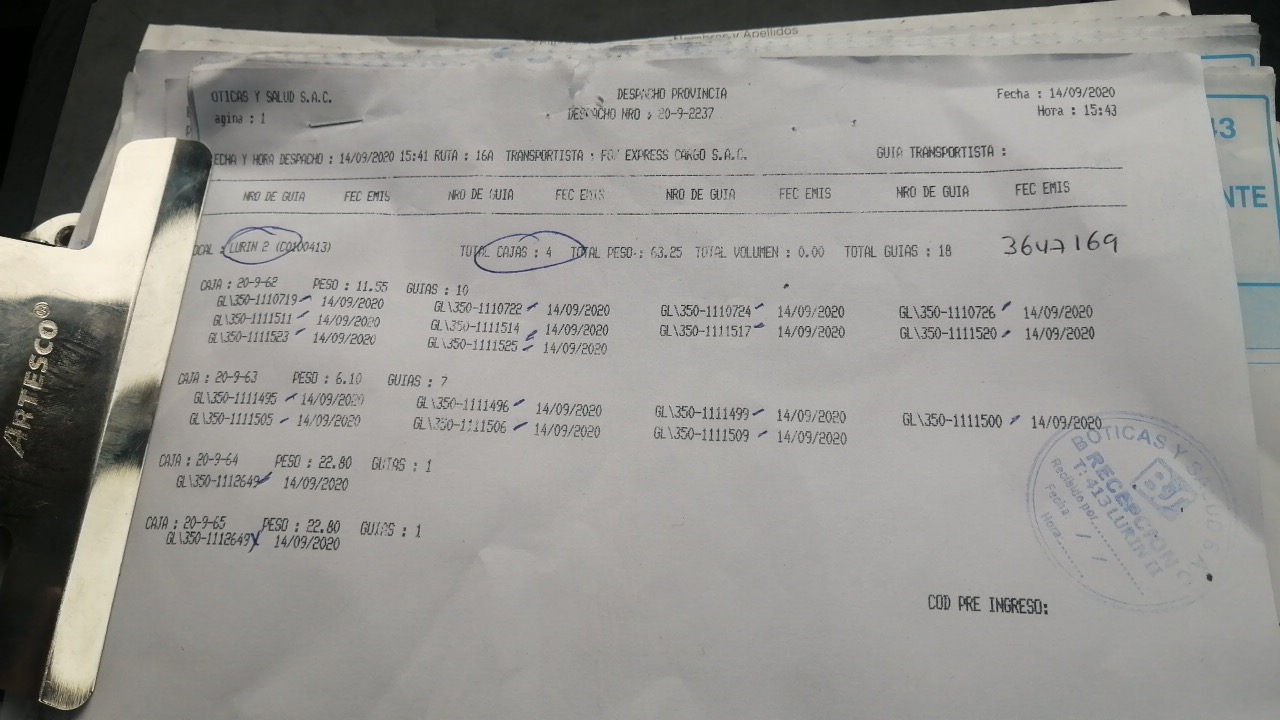 Nombres y Apellidos
OTICAS Y SALUD S.A.C. DESPACHO PROVINCIA Fecha : 14/09/2020
agina : 1 DESPACHO NRO : 20-9-2237 Hora : 15:43
ECHA Y HORA DESPACHO : 14/09/2020 15:41 RUTA : 16A TRANSPORTISTA : EXPRESS CARGO S.A.C. GUIA TRANSPORTISTA :
NRO DE GUIA FEC EMIS NRO DE GUIA FEC EMIS NRO DE GUIA FEC EMIS NRO DE GUIA FEC EMIS
OCAL : LURIN 2 (C0100413) TOTAL CAJAS : 4 TOTAL PESO : 63.25 TOTAL VOLUMEN : 0.00 TOTAL GUIAS : 18 3647169
CAJA : 20-9-62 PESO : 11.55 GUIAS : 10
GL\350-1110719 14/09/2020 GL\350-1110722 14/09/2020 GL\350-1110724 14/09/2020 GL\350-1110726 14/09/2020
GL\350-1111511 14/09/2020 GL\350-1111514 14/09/2020 GL\350-1111517 14/09/2020 GL\350-1111520 14/09/2020
GL\350-1111523 14/09/2020 GL\350-1111525 14/09/2020
CAJA : 20-9-63 PESO : 6.10 GUIAS : 7
GL\350-1111495 14/09/2020 GL\350-1111496 14/09/2020 GL\350-1111499 14/09/2020 GL\350-1111500 14/09/2020
GL\350-1111505 14/09/2020 GL\350-1111506 14/09/2020 GL\350-1111509 14/09/2020
CAJA : 20-9-64 PESO : 22.80 GUIAS : 1
GL\350-1112649 14/09/2020
CAJA : 20-9-65 PESO : 22.80 GUIAS : 1
GL\350-1112649 14/09/2020
COD PRE INGRESO:
BOTICAS Y SALUD S.A.
BS
RECEPCION
T: 413 LURIN II
Recibido por
Fecha / /
Hora
ARTESCO®
43
NTE